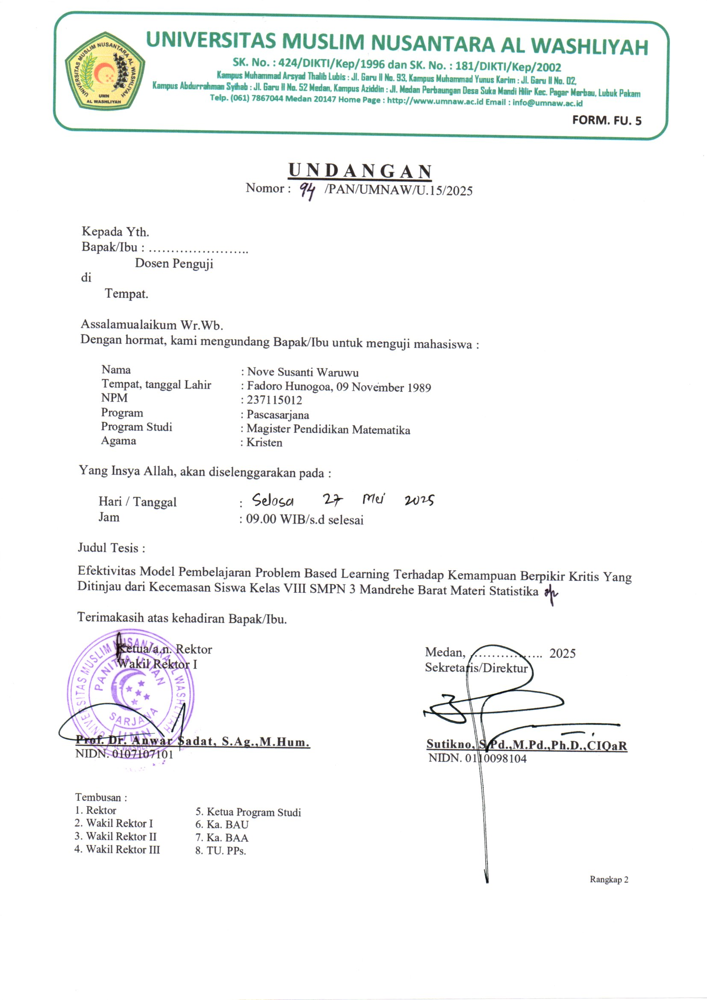 UNIVERSITAS MUSLIM NUSANTARA AL WASHLIYAH
UMN
AL WASHLIYAH
UNIVERSITAS MUSLIM NUSANTARA AL WASHLIYAH
SK. No. : 424/DIKTI/Kep/1996 dan SK. No. : 181/DIKTI/Kep/2002
Kampus Muhammad Arsyad Thalib Lubis : Jl. Garu II No. 93, Kampus Muhammad Yunus Karim : Jl. Garu II No. 02,
Kampus Abdurrahman Syihab : Jl. Garu II No. 52 Medan, Kampus Aziddin : Jl. Medan Perbaungan Desa Suka Mandi Hilir Kec. Pagar Merbau, Lubuk Pakam
Telp. (061) 7867044 Medan 20147 Home Page : http://www.umnaw.ac.id Email : info@umnaw.ac.id
FORM. FU. 5
U N D A N G A N
Nomor : 94 /PAN/UMNAW/U.15/2025
Kepada Yth.
Bapak/Ibu : …………………..
Dosen Penguji
di
Tempat.
Assalamualaikum Wr.Wb.
Dengan hormat, kami mengundang Bapak/Ibu untuk menguji mahasiswa :
Nama : Nove Susanti Waruwu
Tempat, tanggal Lahir : Fadoro Hunogoa, 09 November 1989
NPM : 237115012
Program : Pascasarjana
Program Studi : Magister Pendidikan Matematika
Agama : Kristen
Yang Insya Allah, akan diselenggarakan pada :
Hari / Tanggal : Selasa 27 Mei 2025
Jam : 09.00 WIB/s.d selesai
Judul Tesis :
Efektivitas Model Pembelajaran Problem Based Learning Terhadap Kemampuan Berpikir Kritis Yang
Ditinjau dari Kecemasan Siswa Kelas VIII SMPN 3 Mandrehe Barat Materi Statistika
Terimakasih atas kehadiran Bapak/Ibu.
Ketua/a.n. Rektor
Wakil Rektor I
UNIVERSITAS MUSLIM NUSANTARA AL WASHLIYAH
PANITIA UJIAN
SARJANA
UMN
AL WASHLIYAH
Prof. Dr. Anwar Sadat, S.Ag.,M.Hum.
NIDN. 0107107101
Medan, …………….. 2025
Sekretaris/Direktur
Sutikno, S.Pd.,M.Pd.,Ph.D.,CIQaR
NIDN. 0110098104
Tembusan :
1. Rektor
2. Wakil Rektor I
3. Wakil Rektor II
4. Wakil Rektor III
5. Ketua Program Studi
6. Ka. BAU
7. Ka. BAA
8. TU. PPs.
Rangkap 2